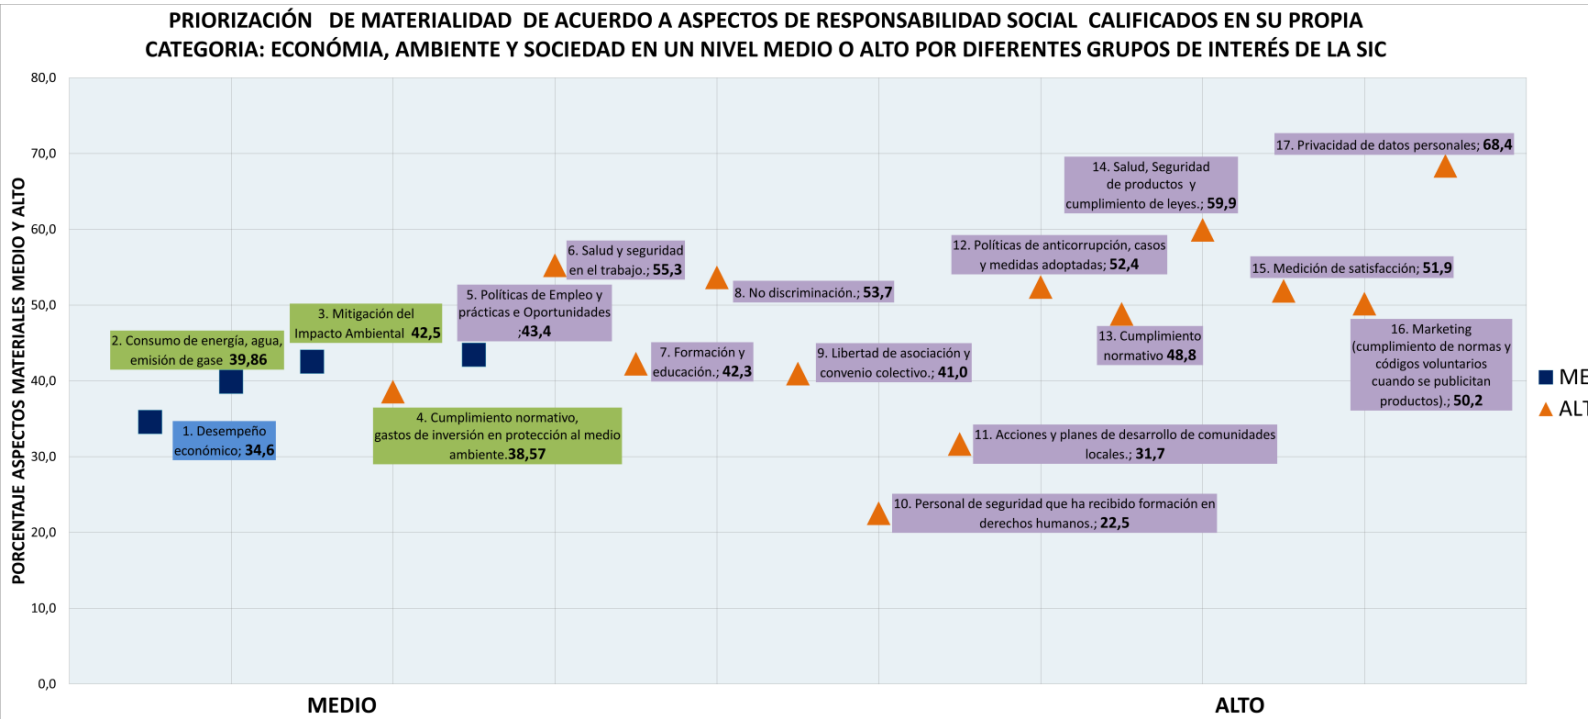 PRIORIZACIÓN DE MATERIALIDAD DE ACUERDO A ASPECTOS DE RESPONSABILIDAD SOCIAL CALIFICADOS EN SU PROPIA
CATEGORIA: ECONÓMIA, AMBIENTE Y SOCIEDAD EN UN NIVEL MEDIO O ALTO POR DIFERENTES GRUPOS DE INTERÉS DE LA SIC
PORCENTAJE ASPECTOS MATERIALES MEDIO Y ALTO
80,0
70,0
60,0
50,0
40,0
30,0
20,0
10,0
0,0
1. Desempeño
económico; 34,6
2. Consumo de energía, agua,
emisión de gase 39,86
3. Mitigación del
Impacto Ambiental 42,5
4. Cumplimiento normativo,
gastos de inversión en protección al medio
ambiente.38,57
5. Políticas de Empleo y
prácticas e Oportunidades
;43,4
6. Salud y seguridad
en el trabajo.; 55,3
7. Formación y
educación.; 42,3
8. No discriminación.; 53,7
9. Libertad de asociación y
convenio colectivo.; 41,0
10. Personal de seguridad que ha recibido formación en
derechos humanos.; 22,5
11. Acciones y planes de desarrollo de comunidades
locales.; 31,7
12. Políticas de anticorrupción, casos
y medidas adoptadas; 52,4
13. Cumplimiento
normativo 48,8
14. Salud, Seguridad
de productos y
cumplimiento de leyes.; 59,9
15. Medición de satisfacción; 51,9
16. Marketing
(cumplimiento de normas y
códigos voluntarios
cuando se publicitan
productos).; 50,2
17. Privacidad de datos personales; 68,4
MEDIO
ALTO